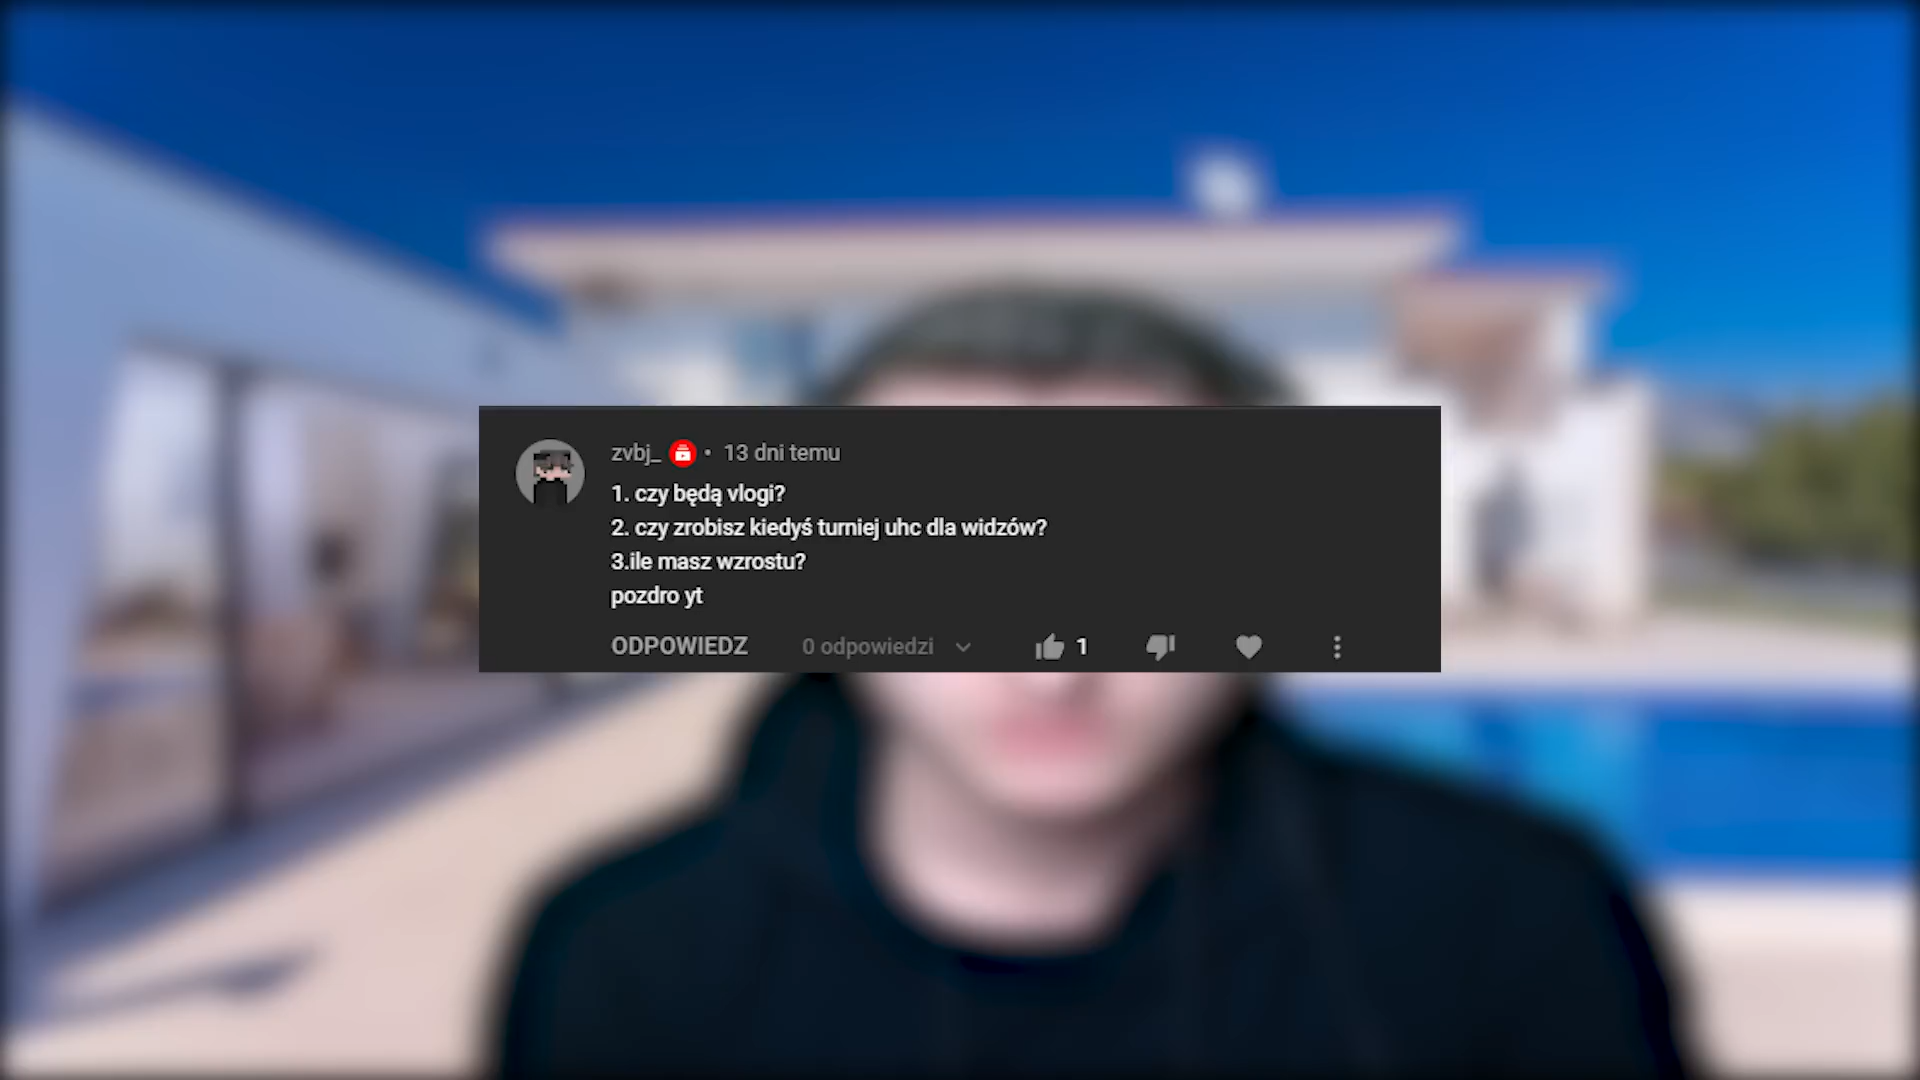 zvbj_ • 13 dni temu
1. czy będą vlogi?
2. czy zrobisz kiedyś turniej uhc dla widzów?
3.ile masz wzrostu?
pozdro yt
ODPOWIEDZ 0 odpowiedzi 1